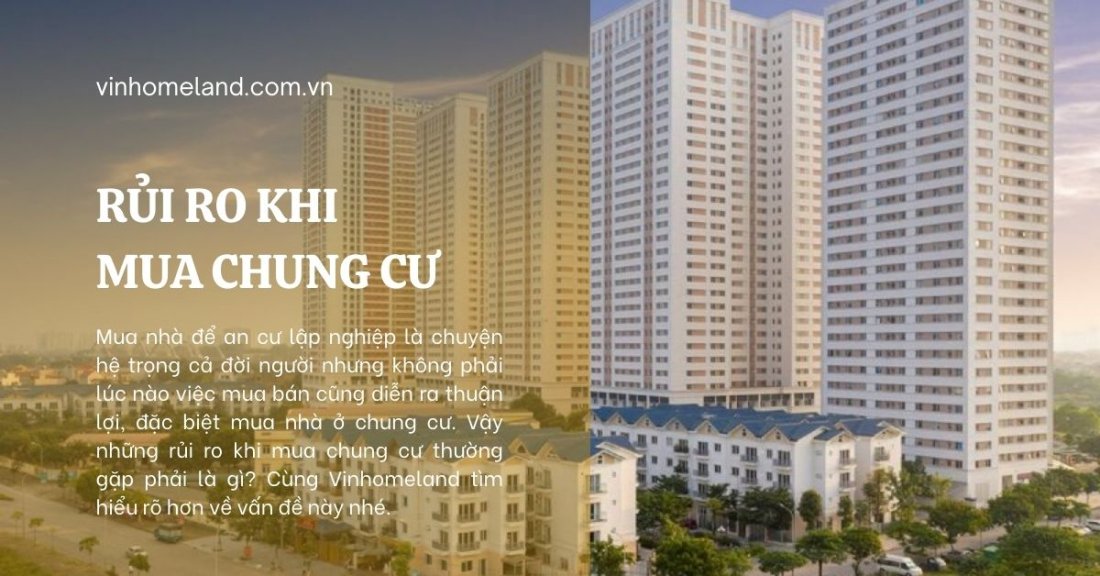 vinhomeland.com.vn
RỦI RO KHI
MUA CHUNG CƯ
Mua nhà để an cư lập nghiệp là chuyện
hệ trọng cả đời người nhưng không phải
lúc nào việc mua bán cũng diễn ra thuận
lợi, đặc biệt mua nhà ở chung cư. Vậy
những rủi ro khi mua chung cư thường
gặp phải là gì? Cùng Vinhomeland tìm
hiểu rõ hơn về vấn đề này nhé.